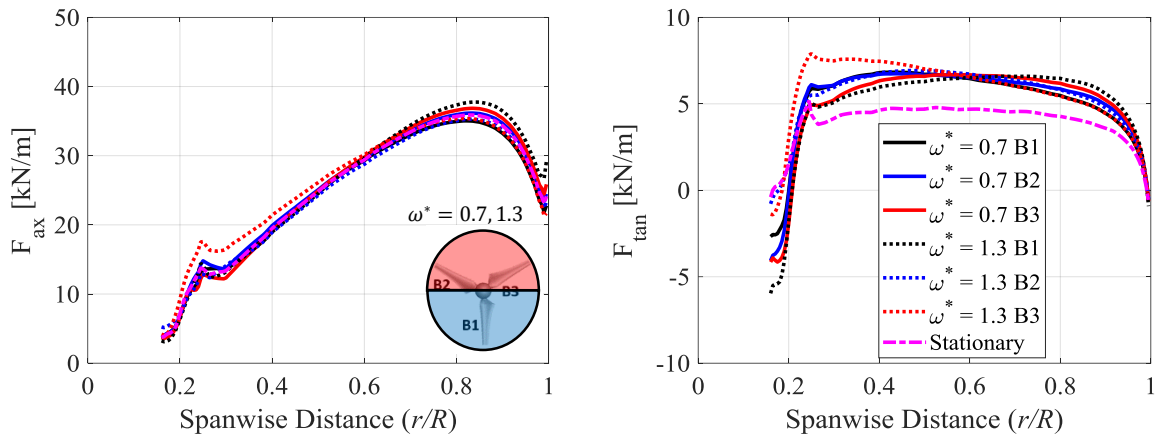 50
40
30
20
10
0
F_ax [kN/m]
0 0.2 0.4 0.6 0.8 1
Spanwise Distance (r/R)
ω* = 0.7, 1.3
B2
B3
B1
10
5
0
-5
-10
F_tan [kN/m]
0 0.2 0.4 0.6 0.8 1
Spanwise Distance (r/R)
ω* = 0.7 B1
ω* = 0.7 B2
ω* = 0.7 B3
ω* = 1.3 B1
ω* = 1.3 B2
ω* = 1.3 B3
Stationary